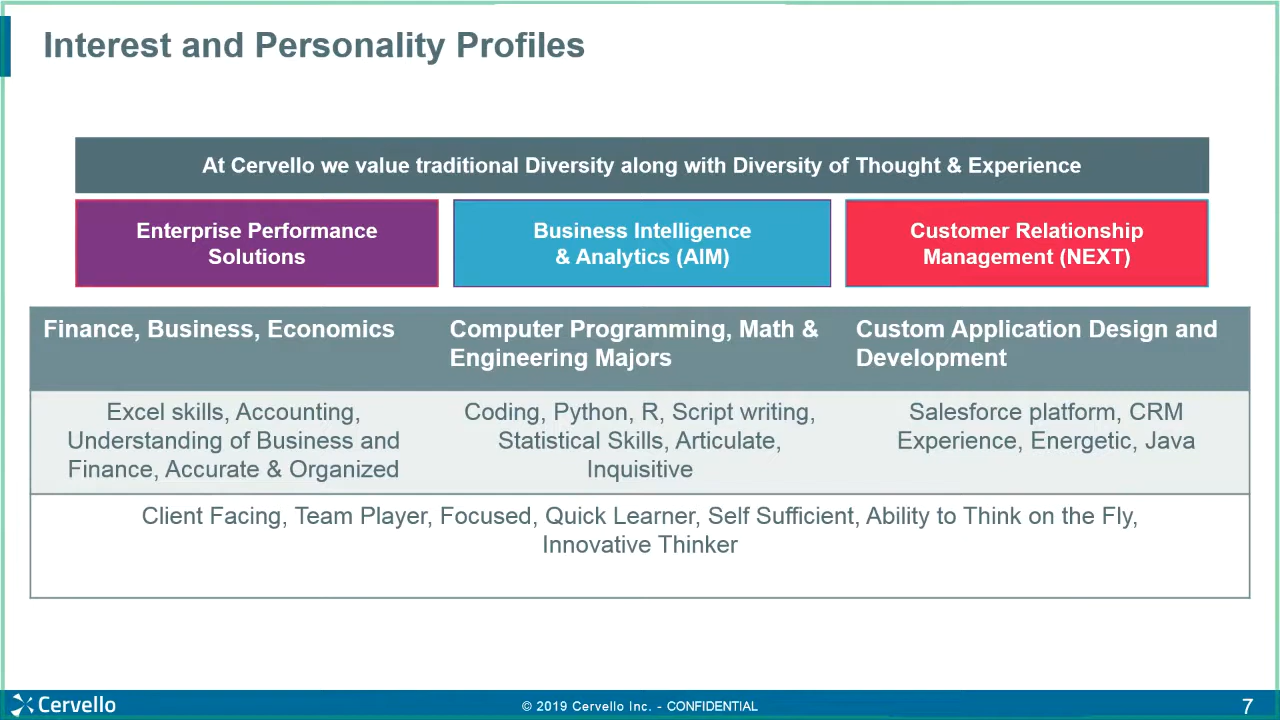 Interest and Personality Profiles
At Cervello we value traditional Diversity along with Diversity of Thought & Experience
Enterprise Performance
Solutions
Business Intelligence
& Analytics (AIM)
Customer Relationship
Management (NEXT)
Finance, Business, Economics
Computer Programming, Math &
Engineering Majors
Custom Application Design and
Development
Excel skills, Accounting,
Understanding of Business and
Finance, Accurate & Organized
Coding, Python, R, Script writing,
Statistical Skills, Articulate,
Inquisitive
Salesforce platform, CRM
Experience, Energetic, Java
Client Facing, Team Player, Focused, Quick Learner, Self Sufficient, Ability to Think on the Fly,
Innovative Thinker
Cervello
© 2019 Cervello Inc. - CONFIDENTIAL
7